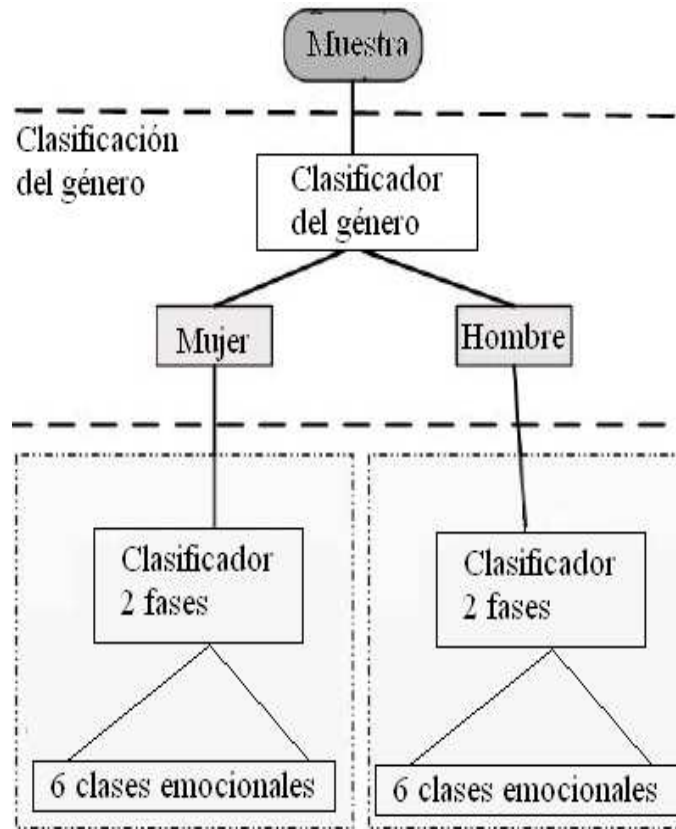 Muestra
Clasificación
del género
Clasificador
del género
Mujer
Hombre
Clasificador
2 fases
Clasificador
2 fases
6 clases emocionales
6 clases emocionales